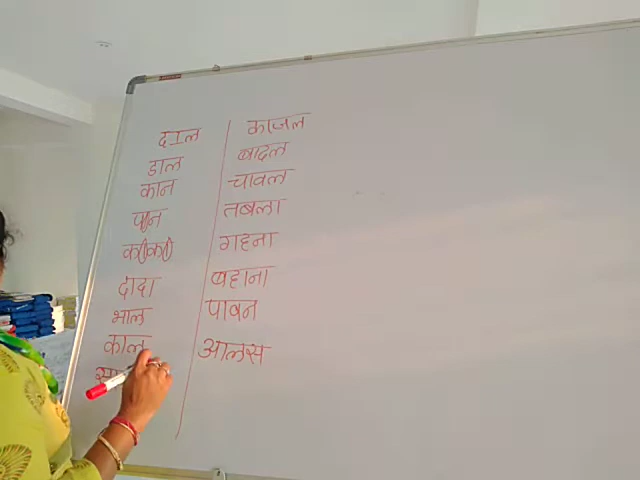 दाल
डाल
कान
पान
काका
दादा
भाल
काल
काजल
बादल
चावल
तबला
गहना
बहाना
पावन
आलस